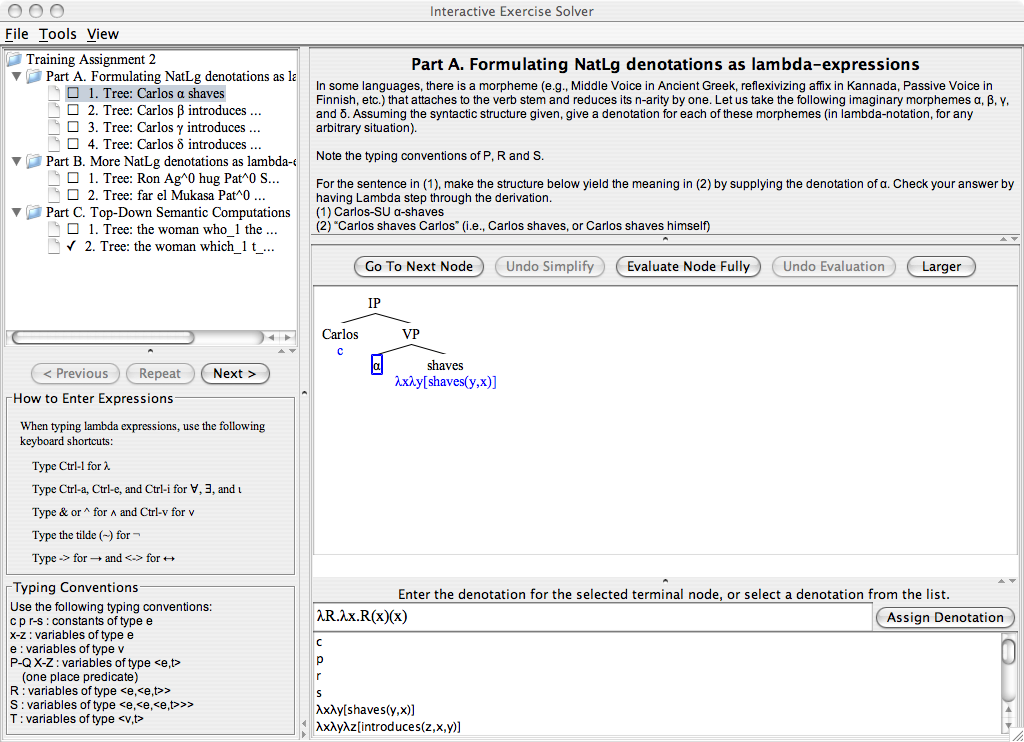 Interactive Exercise Solver
File Tools View
Training Assignment 2
Part A. Formulating NatLg denotations as la
1. Tree: Carlos α shaves
2. Tree: Carlos β introduces ...
3. Tree: Carlos γ introduces ...
4. Tree: Carlos δ introduces ...
Part B. More NatLg denotations as lambda-e
1. Tree: Ron Ag^0 hug Pat^0 S...
2. Tree: far el Mukasa Pat^0 ...
Part C. Top-Down Semantic Computations
1. Tree: the woman who_1 the ...
✓ 2. Tree: the woman which_1 t_...
< Previous Repeat Next >
How to Enter Expressions
When typing lambda expressions, use the following
keyboard shortcuts:
Type Ctrl-l for λ
Type Ctrl-a, Ctrl-e, and Ctrl-i for ∀, ∃, and ι
Type & or ^ for ∧ and Ctrl-v for ∨
Type the tilde (~) for ¬
Type -> for → and <-> for ↔
Typing Conventions
Use the following typing conventions:
c p r-s : constants of type e
x-z : variables of type e
e : variables of type v
P-Q X-Z : variables of type <e,t>
(one place predicate)
R : variables of type <e,<e,t>>
S : variables of type <e,<e,<e,t>>>
T : variables of type <v,t>
Part A. Formulating NatLg denotations as lambda-expressions
In some languages, there is a morpheme (e.g., Middle Voice in Ancient Greek, reflexivizing affix in Kannada, Passive Voice in
Finnish, etc.) that attaches to the verb stem and reduces its n-arity by one. Let us take the following imaginary morphemes α, β, γ,
and δ. Assuming the syntactic structure given, give a denotation for each of these morphemes (in lambda-notation, for any
arbitrary situation).
Note the typing conventions of P, R and S.
For the sentence in (1), make the structure below yield the meaning in (2) by supplying the denotation of α. Check your answer by
having Lambda step through the derivation.
(1) Carlos-SU α-shaves
(2) “Carlos shaves Carlos” (i.e., Carlos shaves, or Carlos shaves himself)
Go To Next Node Undo Simplify Evaluate Node Fully Undo Evaluation Larger
IP
Carlos VP
c
α shaves
λxλy[shaves(y,x)]
Enter the denotation for the selected terminal node, or select a denotation from the list.
λR.λx.R(x)(x) Assign Denotation
c
p
r
s
λxλy[shaves(y,x)]
λxλyλz[introduces(z,x,y)]